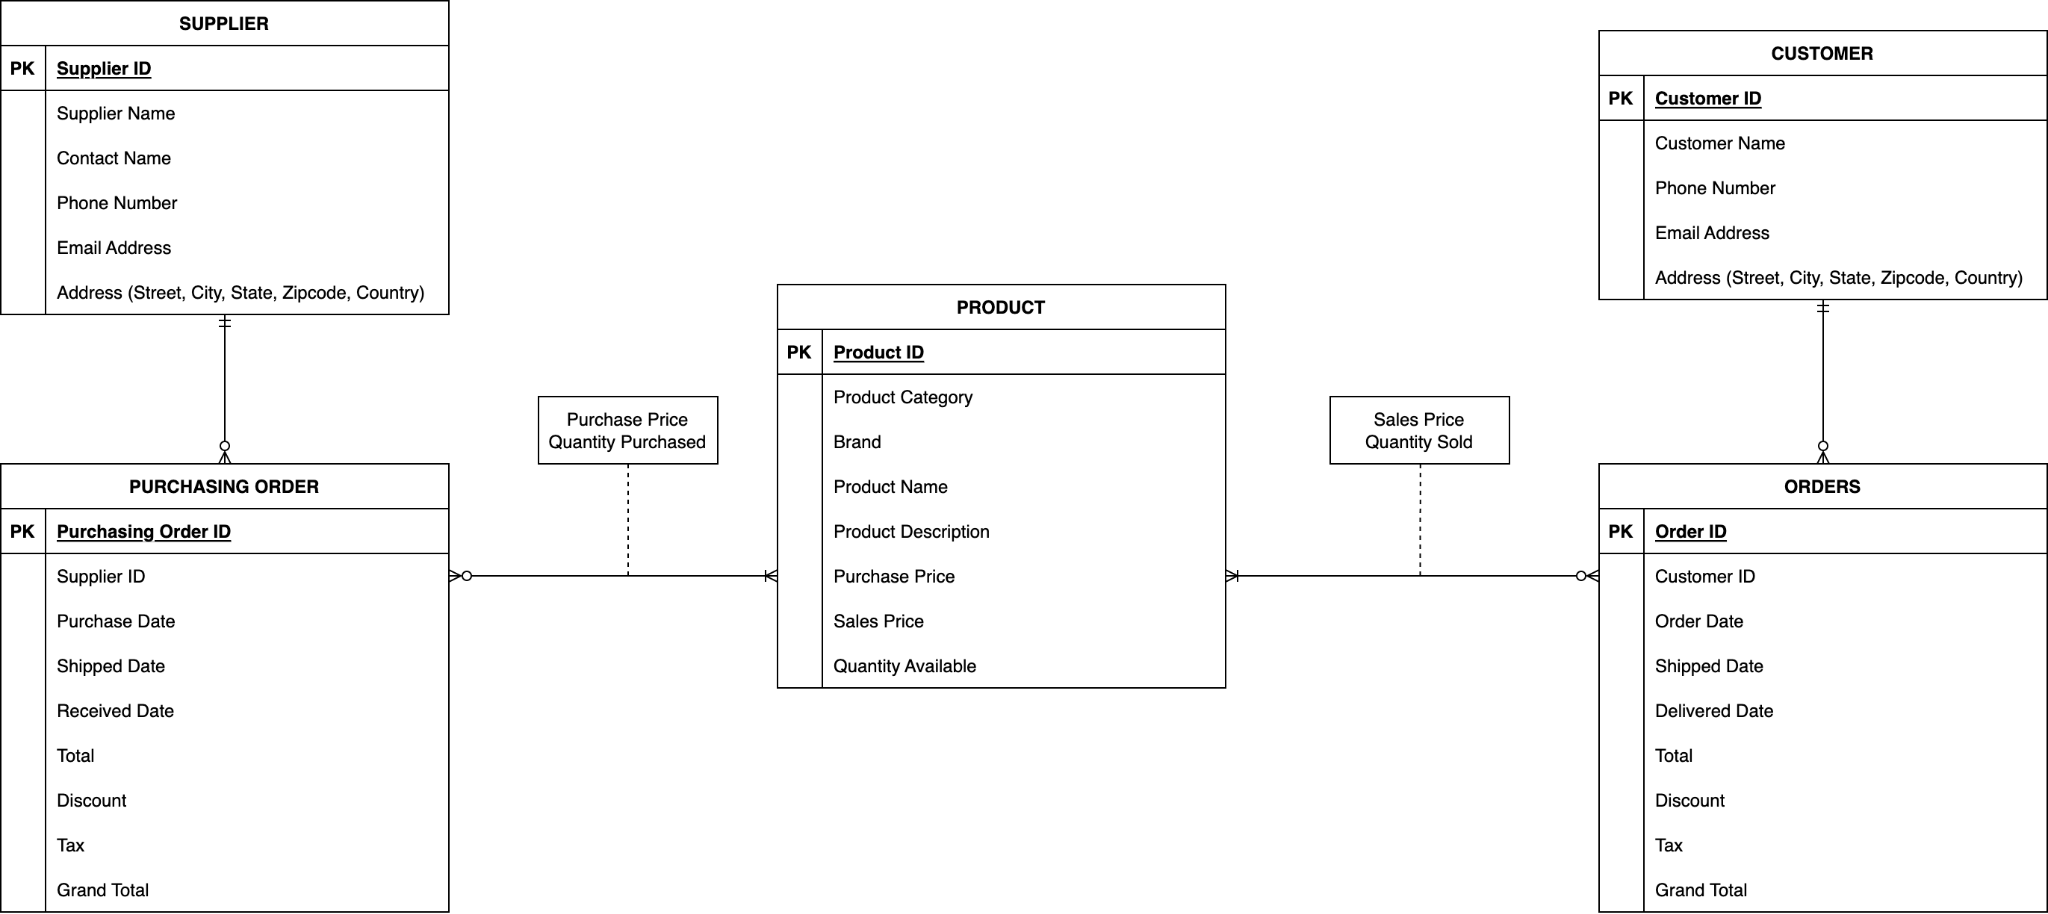 SUPPLIER
PK Supplier ID
Supplier Name
Contact Name
Phone Number
Email Address
Address (Street, City, State, Zipcode, Country)
CUSTOMER
PK Customer ID
Customer Name
Phone Number
Email Address
Address (Street, City, State, Zipcode, Country)
PRODUCT
PK Product ID
Product Category
Brand
Product Name
Product Description
Purchase Price
Sales Price
Quantity Available
Purchase Price
Quantity Purchased
Sales Price
Quantity Sold
PURCHASING ORDER
PK Purchasing Order ID
Supplier ID
Purchase Date
Shipped Date
Received Date
Total
Discount
Tax
Grand Total
ORDERS
PK Order ID
Customer ID
Order Date
Shipped Date
Delivered Date
Total
Discount
Tax
Grand Total